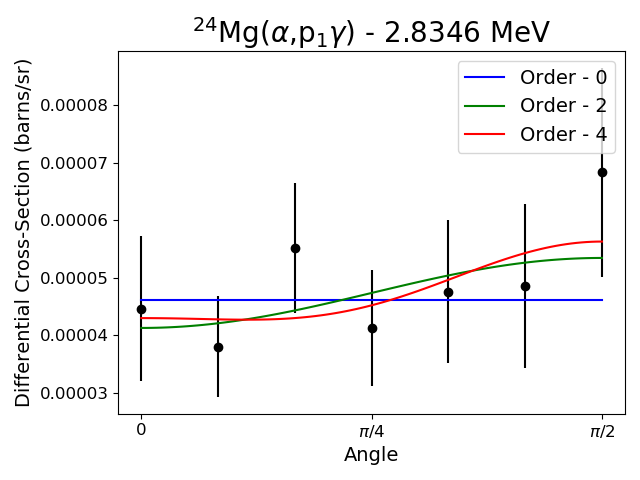 ²⁴Mg(α,p₁γ) - 2.8346 MeV
Differential Cross-Section (barns/sr)
0.00008
0.00007
0.00006
0.00005
0.00004
0.00003
Order - 0
Order - 2
Order - 4
0
π/4
π/2
Angle